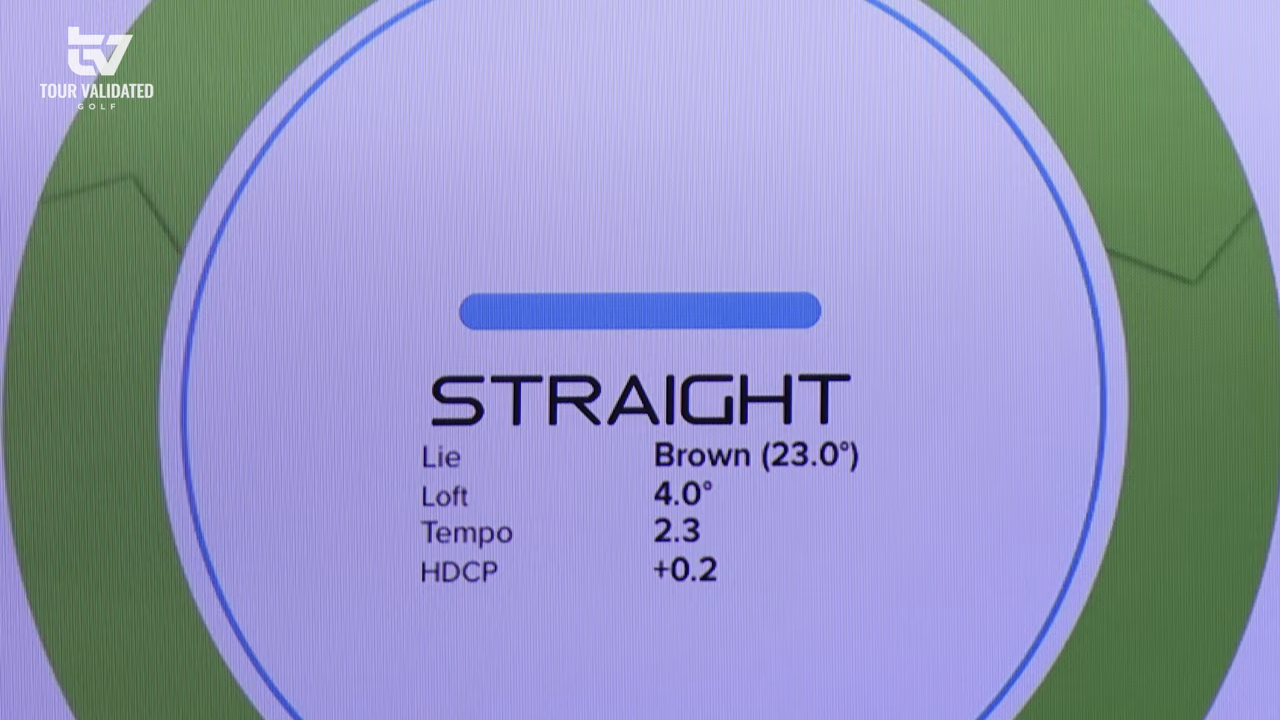 tv
TOUR VALIDATED
GOLF
STRAIGHT
Lie Brown (23.0°)
Loft 4.0°
Tempo 2.3
HDCP +0.2